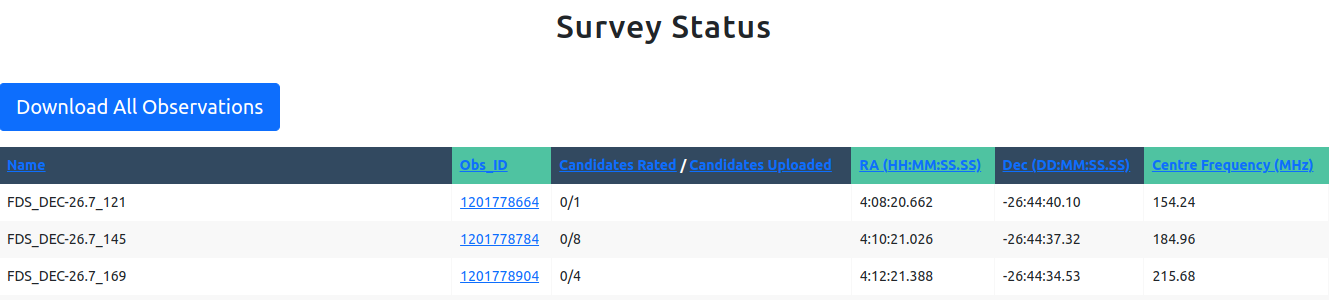 Survey Status
Download All Observations
Name Obs_ID Candidates Rated / Candidates Uploaded RA (HH:MM:SS.SS) Dec (DD:MM:SS.SS) Centre Frequency (MHz)
FDS_DEC-26.7_121 1201778664 0/1 4:08:20.662 -26:44:40.10 154.24
FDS_DEC-26.7_145 1201778784 0/8 4:10:21.026 -26:44:37.32 184.96
FDS_DEC-26.7_169 1201778904 0/4 4:12:21.388 -26:44:34.53 215.68